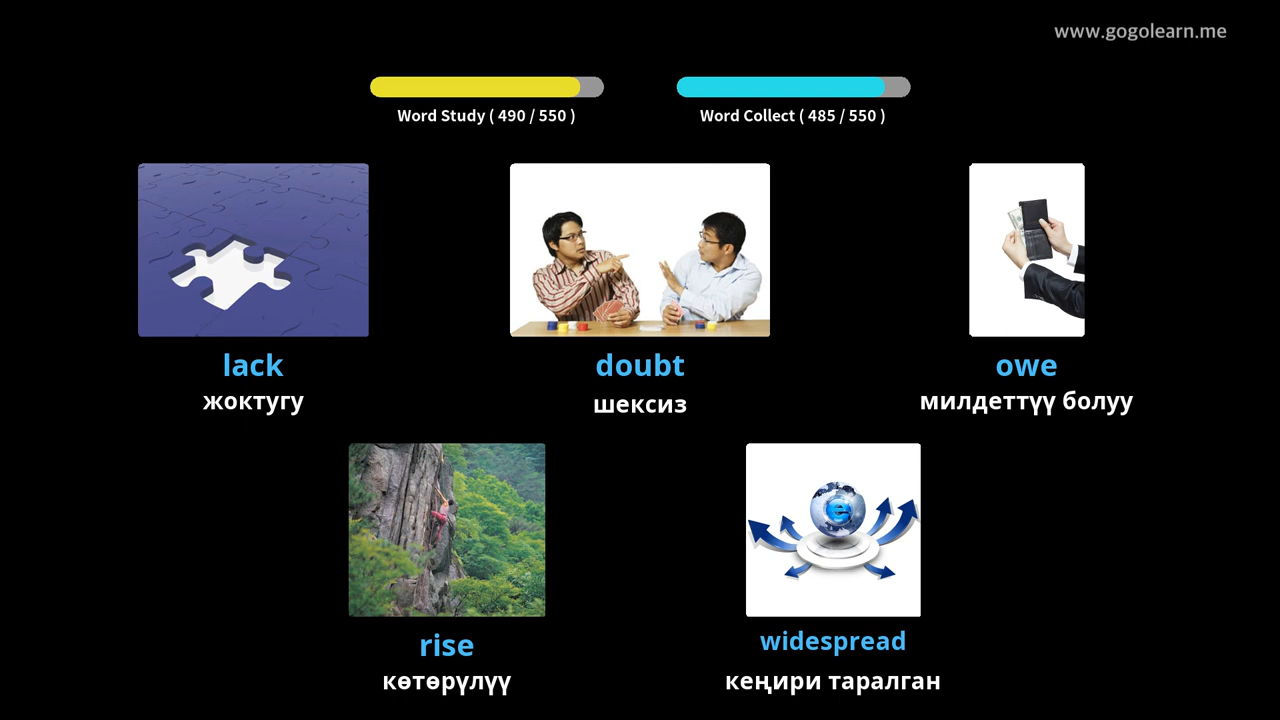 www.gogolearn.me
Word Study ( 490 / 550 )
Word Collect ( 485 / 550 )
lack
жоктугу
doubt
шексиз
owe
милдеттүү болуу
rise
көтөрүлүү
widespread
кеңири таралган